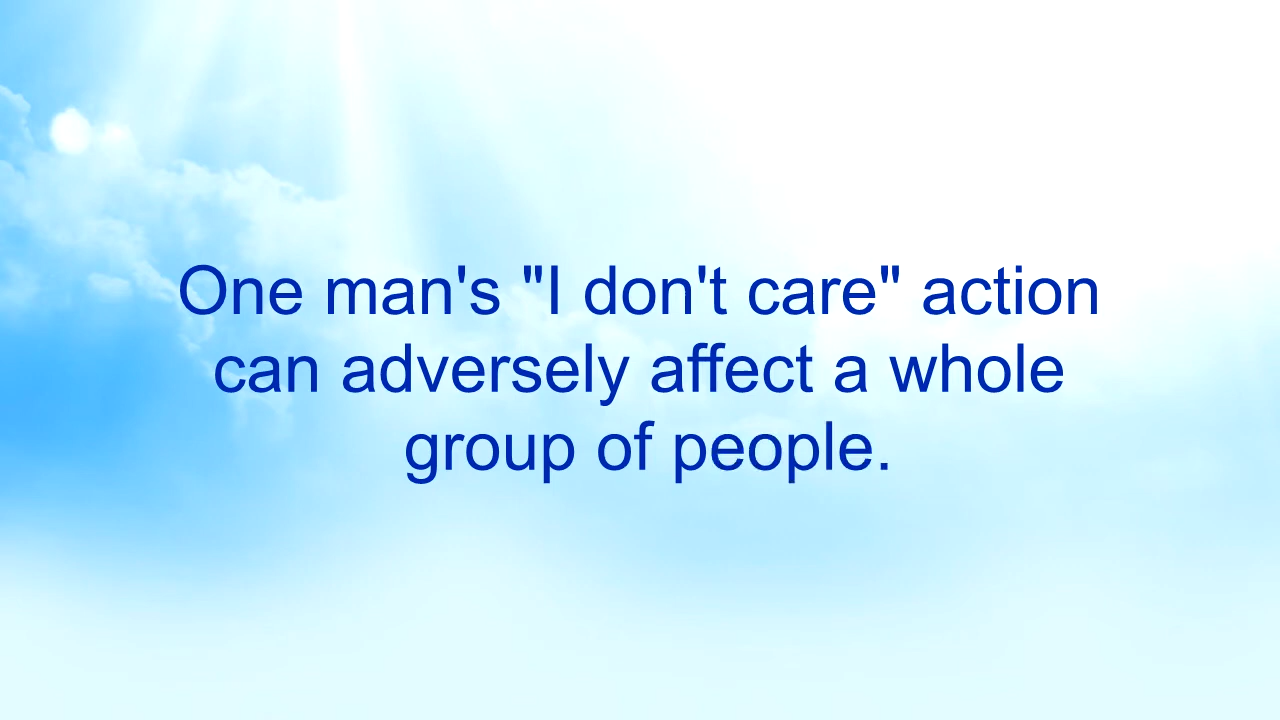 One man's "I don't care" action
can adversely affect a whole
group of people.